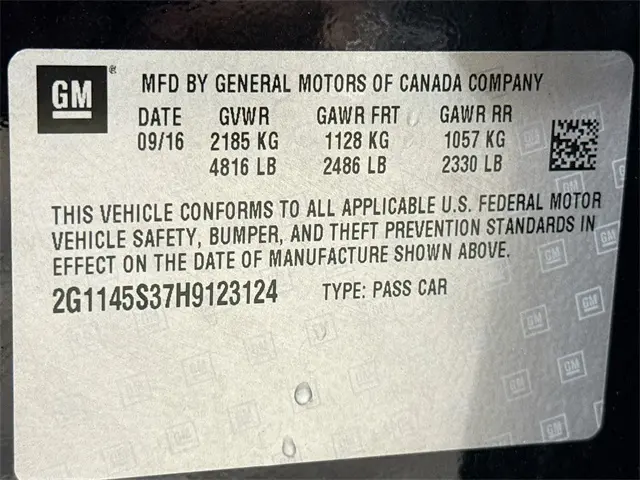 GM ® MFD BY GENERAL MOTORS OF CANADA COMPANY
DATE GVWR GAWR FRT GAWR RR
09/16 2185 KG 1128 KG 1057 KG
4816 LB 2486 LB 2330 LB
THIS VEHICLE CONFORMS TO ALL APPLICABLE U.S. FEDERAL MOTOR
VEHICLE SAFETY, BUMPER, AND THEFT PREVENTION STANDARDS IN
EFFECT ON THE DATE OF MANUFACTURE SHOWN ABOVE.
2G1145S37H9123124 TYPE: PASS CAR